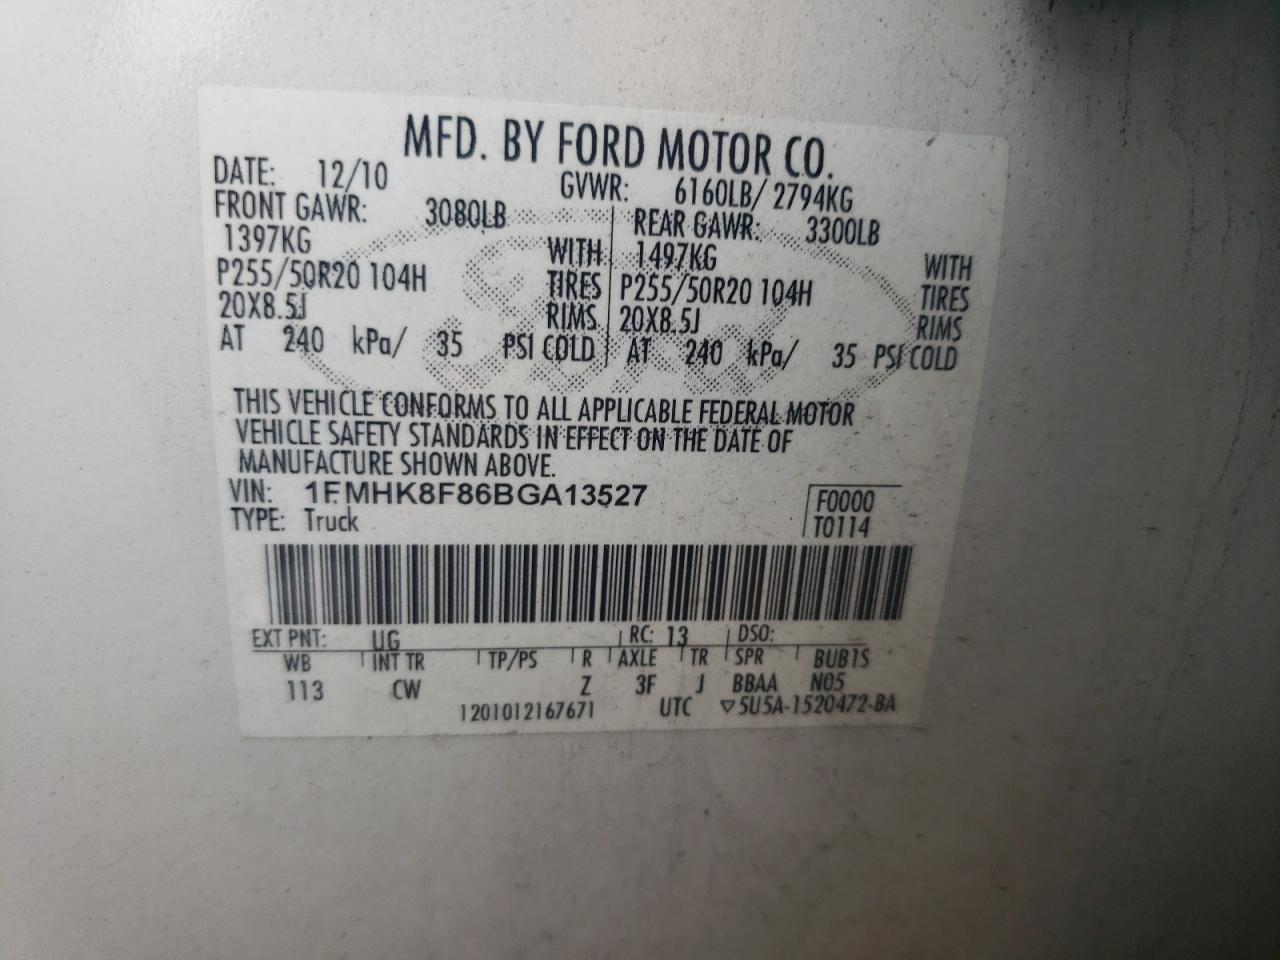 MFD. BY FORD MOTOR CO.
DATE: 12/10 GVWR: 6160LB/ 2794KG
FRONT GAWR: 3080LB REAR GAWR: 3300LB
1397KG WITH 1497KG WITH
P255/50R20 104H TIRES P255/50R20 104H TIRES
20X8.5J RIMS 20X8.5J RIMS
AT 240 kPa/ 35 PSI COLD AT 240 kPa/ 35 PSI COLD
THIS VEHICLE CONFORMS TO ALL APPLICABLE FEDERAL MOTOR
VEHICLE SAFETY STANDARDS IN EFFECT ON THE DATE OF
MANUFACTURE SHOWN ABOVE.
VIN: 1FMHK8F86BGA13527 F0000
TYPE: Truck T0114
EXT PNT: UG RC: 13 DSO:
WB INT TR TP/PS R AXLE TR SPR BUB1S
113 CW Z 3F J BBAA N05
1201012167671 UTC ▽5U5A-1520472-BA